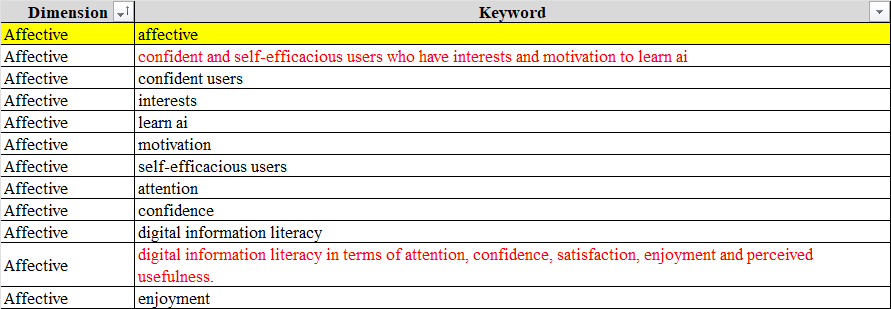 Dimension Keyword
Affective affective
Affective confident and self-efficacious users who have interests and motivation to learn ai
Affective confident users
Affective interests
Affective learn ai
Affective motivation
Affective self-efficacious users
Affective attention
Affective confidence
Affective digital information literacy
Affective digital information literacy in terms of attention, confidence, satisfaction, enjoyment and perceived
usefulness.
Affective enjoyment